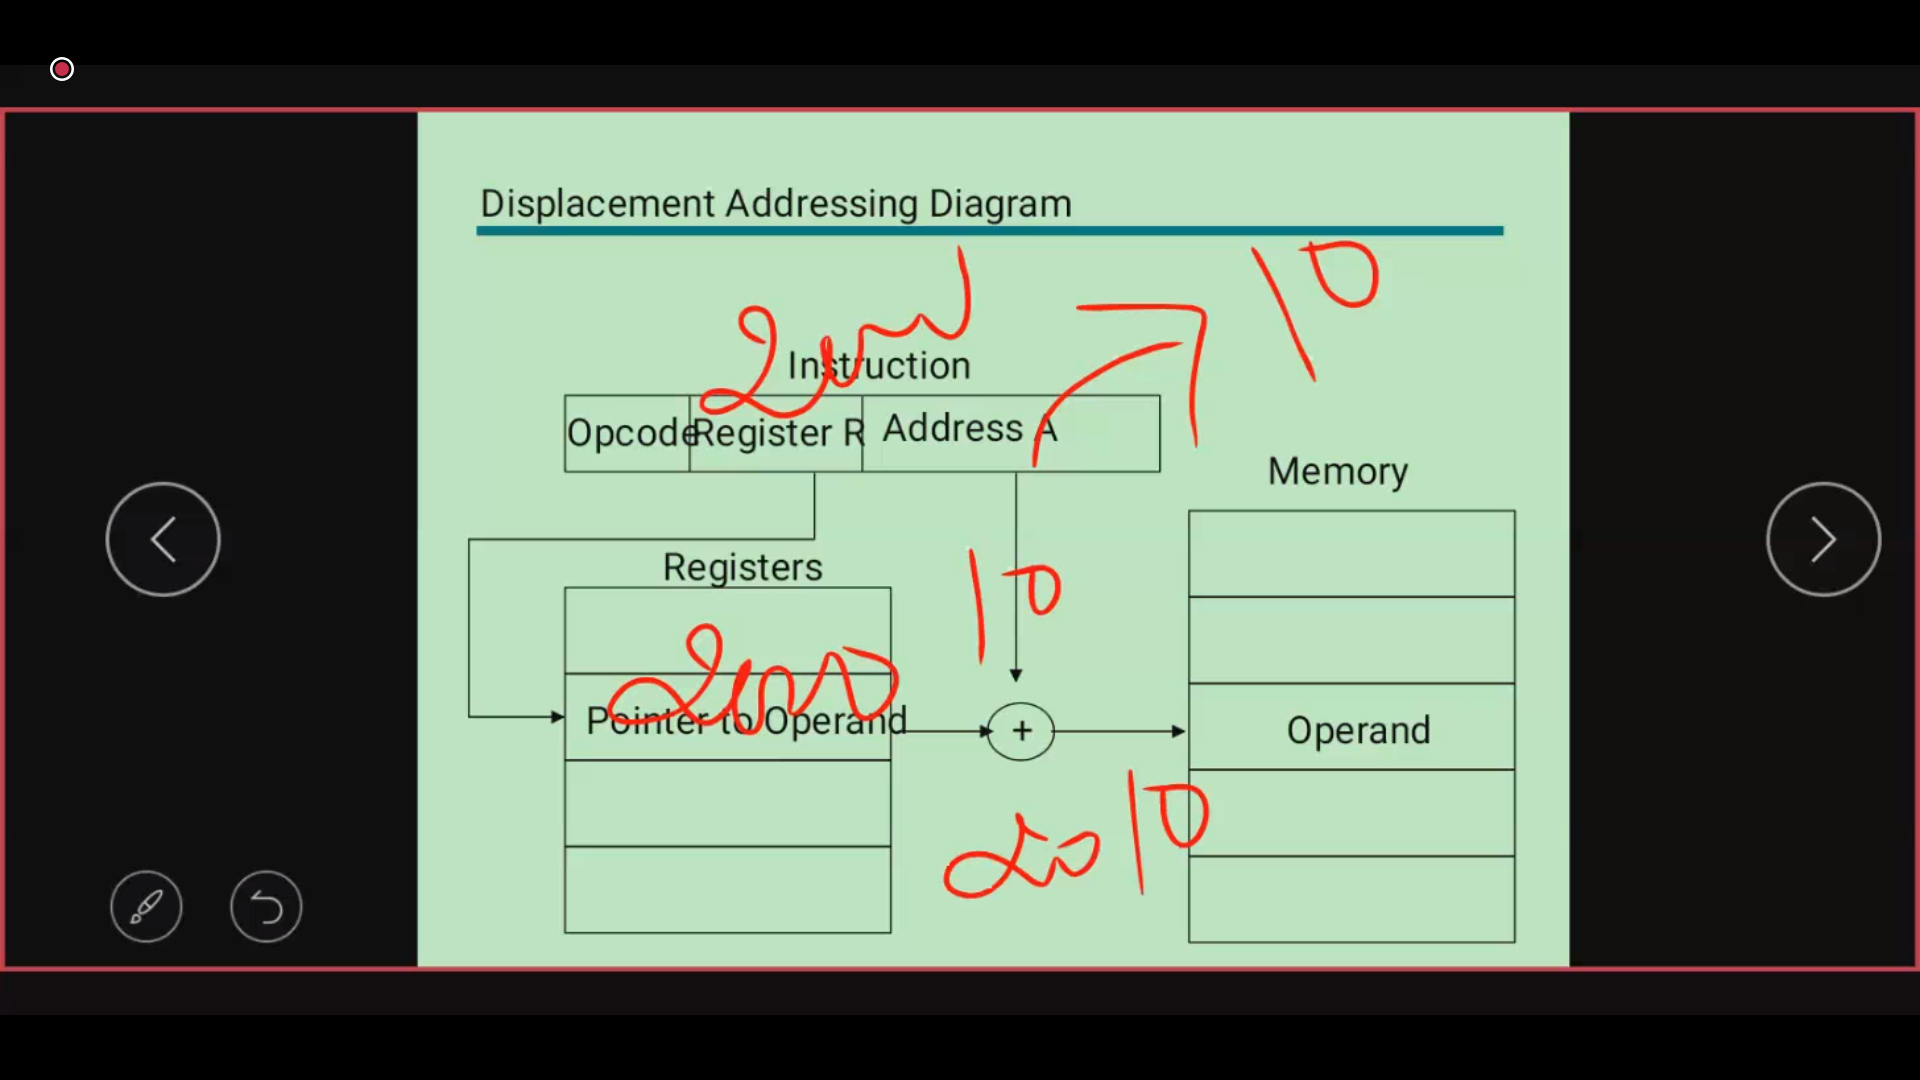 Displacement Addressing Diagram
10
2000
Instruction
Opcode Register R Address A
Memory
Registers
10
2000
Pointer to Operand + Operand
2010